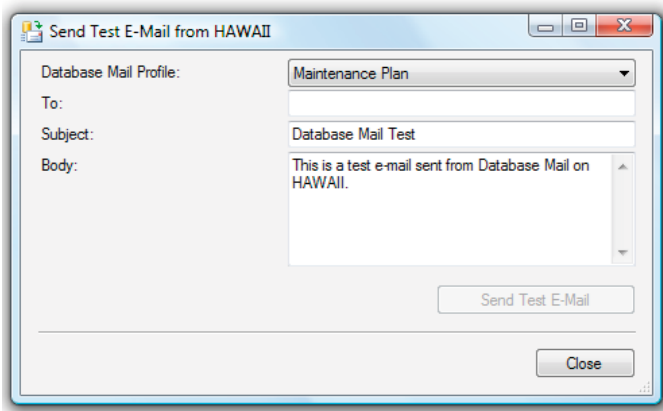 Send Test E-Mail from HAWAII
Database Mail Profile:
Maintenance Plan
To:
Subject:
Database Mail Test
Body:
This is a test e-mail sent from Database Mail on
HAWAII.
Send Test E-Mail
Close